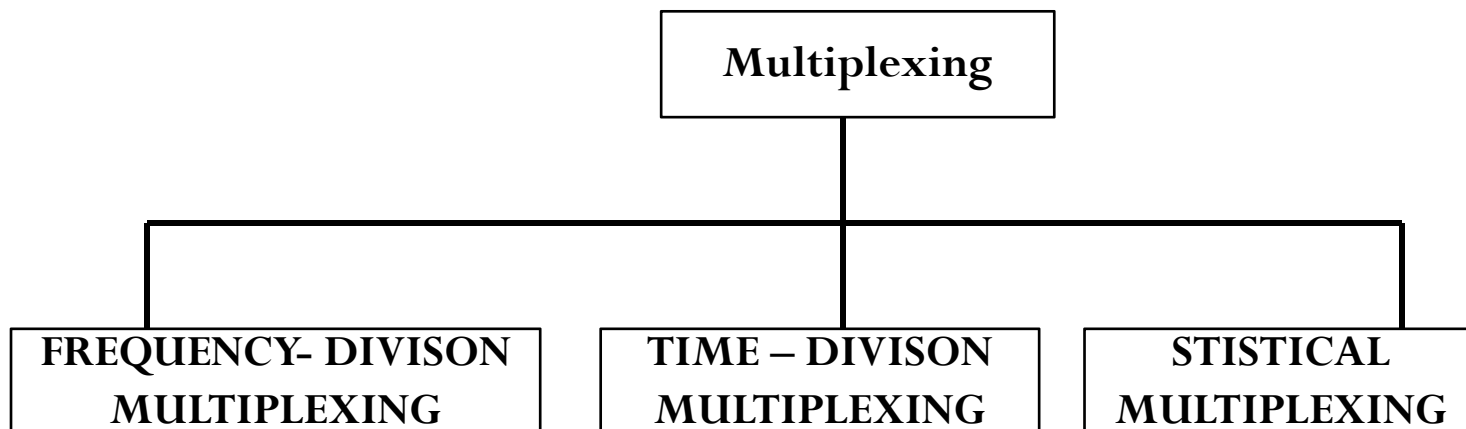 Multiplexing
FREQUENCY- DIVISON
MULTIPLEXING
TIME – DIVISON
MULTIPLEXING
STISTICAL
MULTIPLEXING